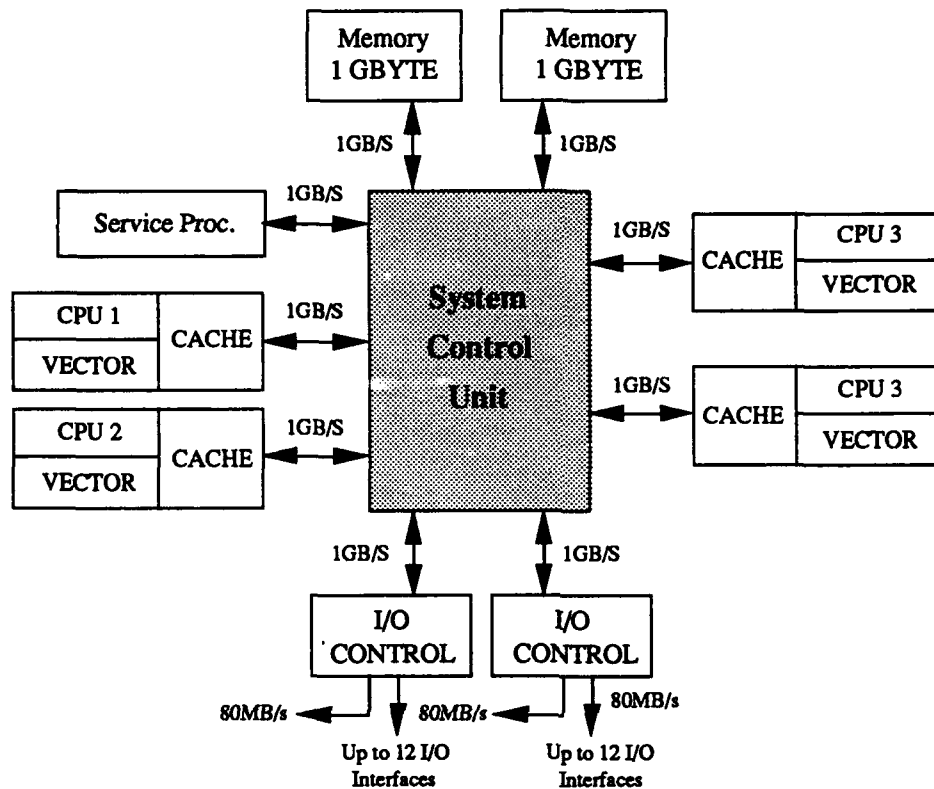 Memory
1 GBYTE
Memory
1 GBYTE
1GB/S
1GB/S
Service Proc.
1GB/S
1GB/S
CACHE
CPU 3
VECTOR
CPU 1
VECTOR
CACHE
1GB/S
System
Control
Unit
1GB/S
CACHE
CPU 3
VECTOR
CPU 2
VECTOR
CACHE
1GB/S
1GB/S
1GB/S
I/O
CONTROL
I/O
CONTROL
80MB/s
80MB/s
80MB/s
Up to 12 I/O
Interfaces
Up to 12 I/O
Interfaces